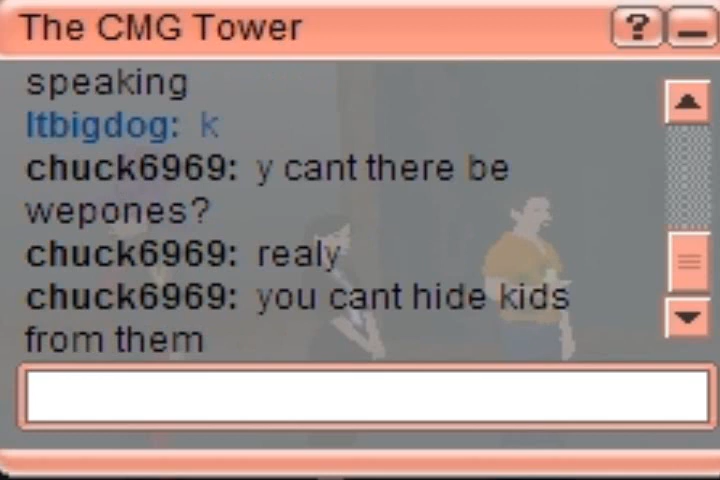 The CMG Tower
?
speaking
ltbigdog: k
chuck6969: y cant there be
wepones?
chuck6969: realy
chuck6969: you cant hide kids
from them